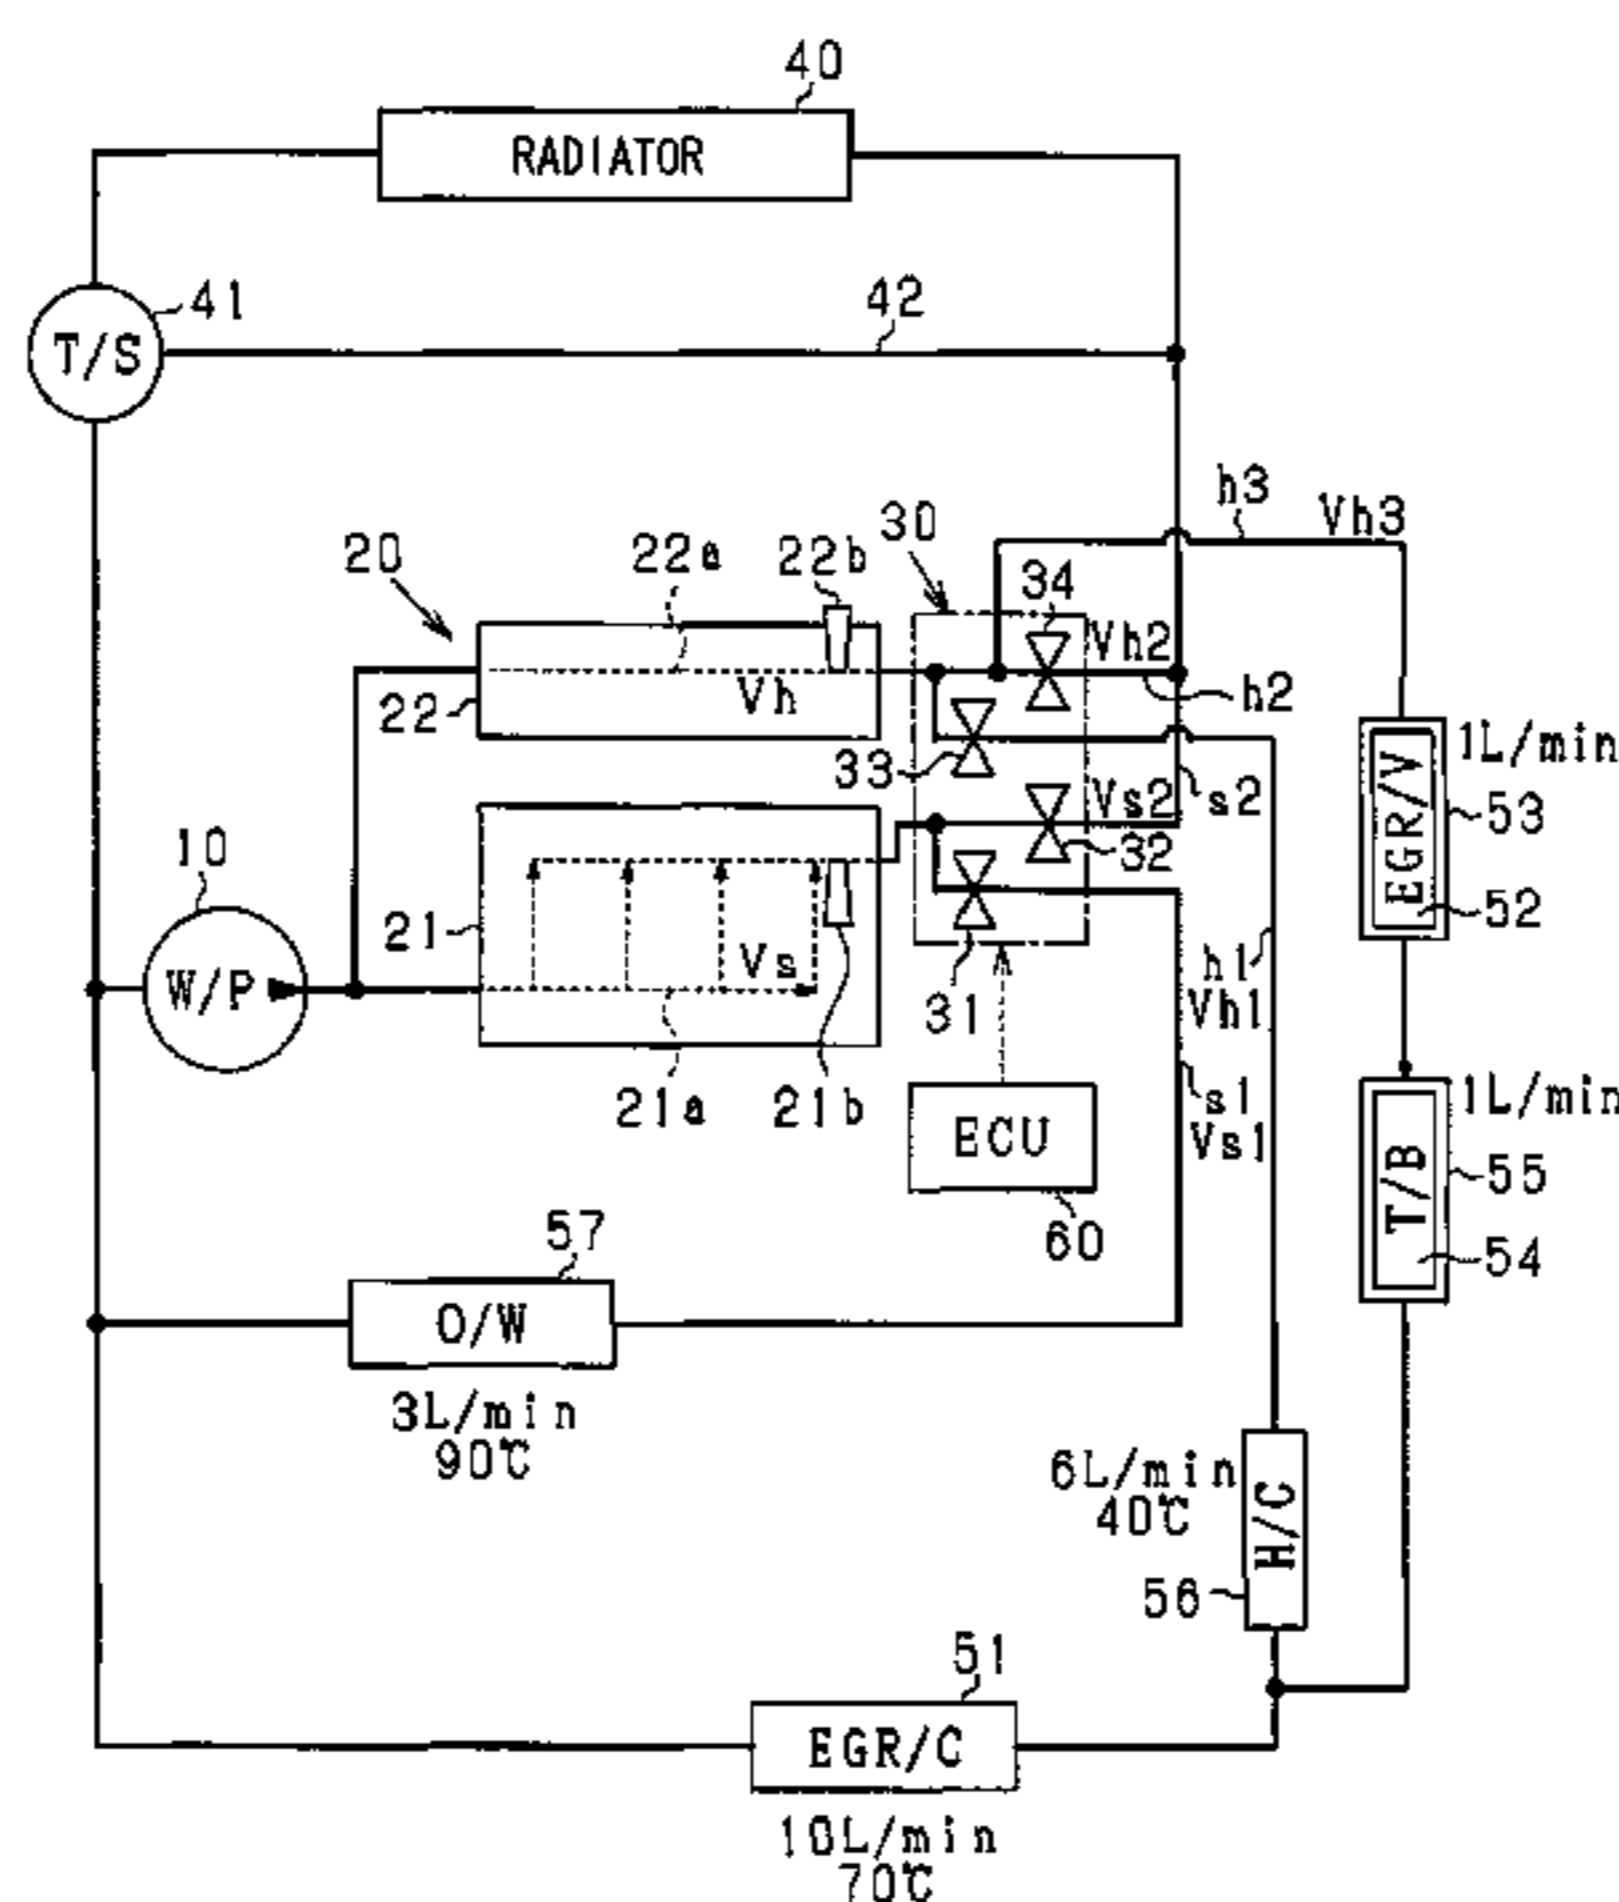 40
RADIATOR
41
T/S
42
h3
Vh3
30
20
22a
22b
34
Vh2
h2
Vh
22
33
1L/min
EGR/V
53
52
Vs2
s2
32
10
W/P
21
Vs
31
h1
Vh1
21a
21b
s1
Vs1
ECU
60
1L/min
T/B
55
54
57
O/W
3L/min
90℃
6L/min
40℃
H/C
56
51
EGR/C
10L/min
70℃